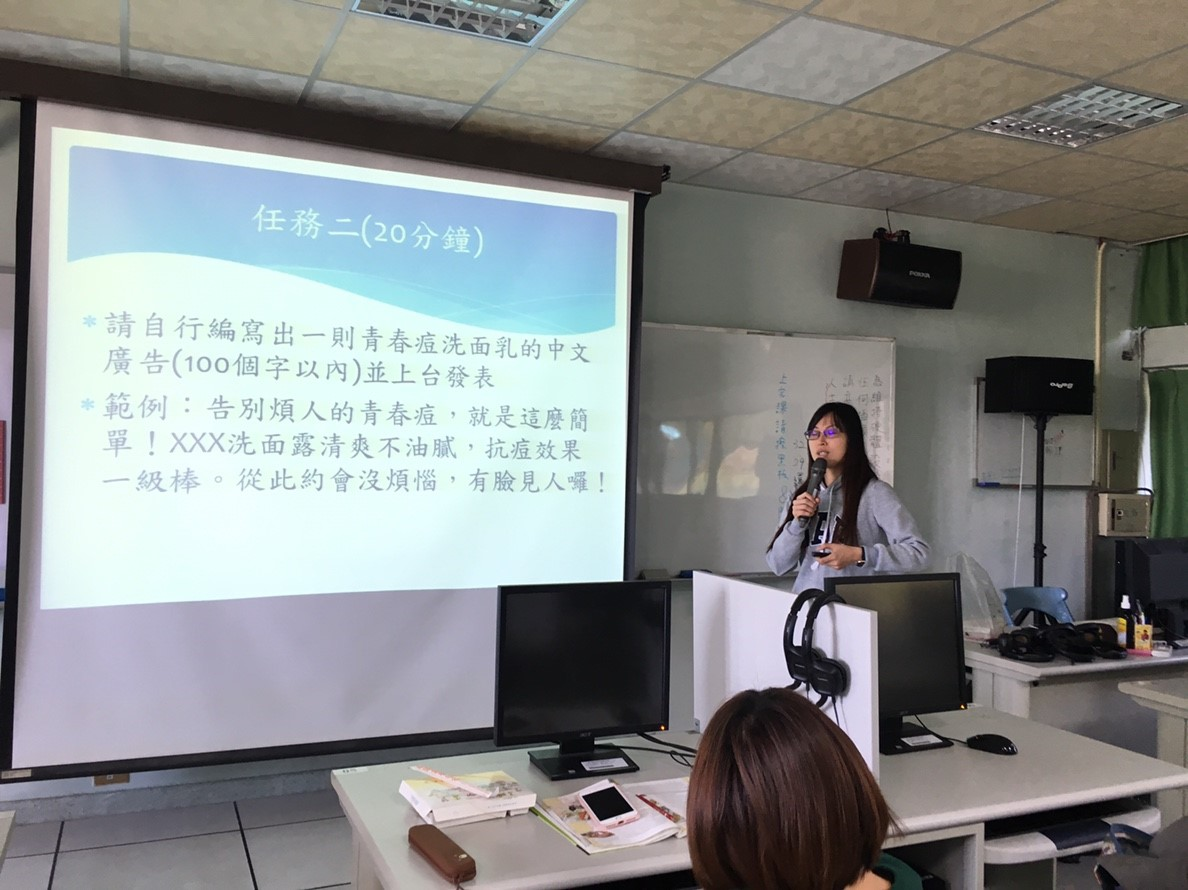 任務二(20分鐘)
*請自行編寫出一則青春痘洗面乳的中文
廣告(100個字以內)並上台發表
*範例：告別煩人的青春痘，就是這麼簡
單！XXX洗面露清爽不油膩，抗痘效果
一級棒。從此約會沒煩惱，有臉見人囉！